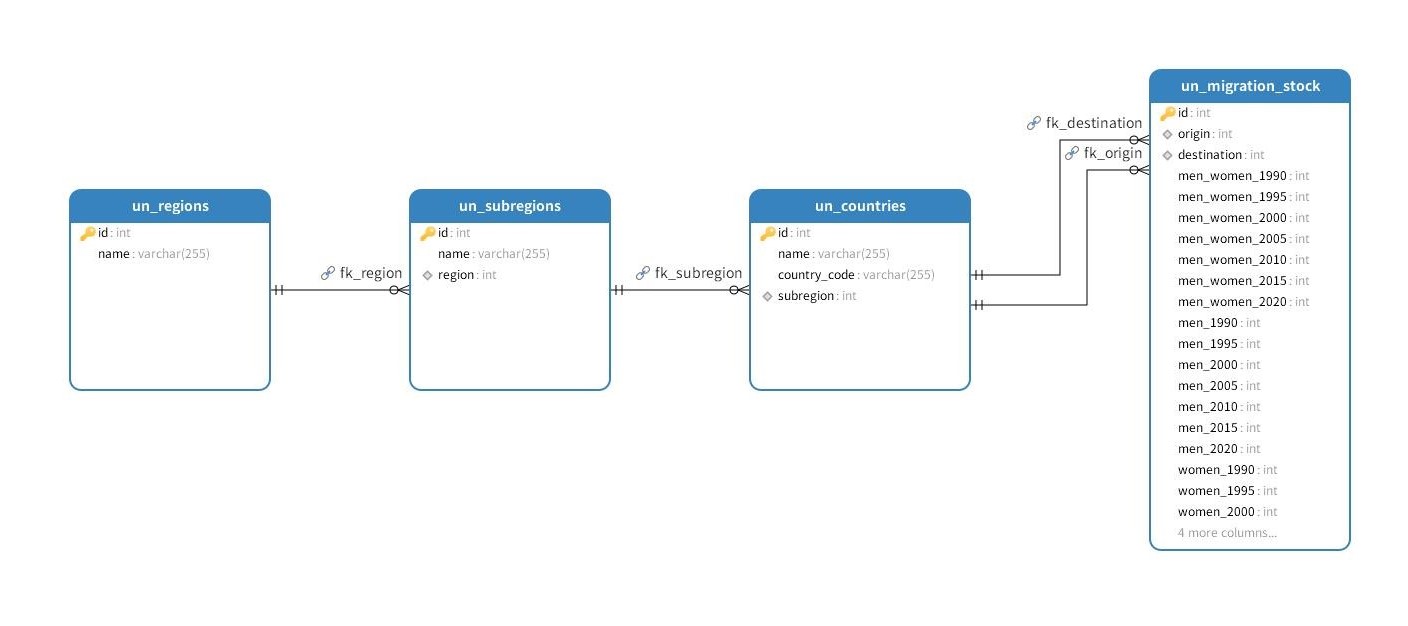 un_regions
id : int
name : varchar(255)
fk_region
un_subregions
id : int
name : varchar(255)
region : int
fk_subregion
un_countries
id : int
name : varchar(255)
country_code : varchar(255)
subregion : int
fk_destination
fk_origin
un_migration_stock
id : int
origin : int
destination : int
men_women_1990 : int
men_women_1995 : int
men_women_2000 : int
men_women_2005 : int
men_women_2010 : int
men_women_2015 : int
men_women_2020 : int
men_1990 : int
men_1995 : int
men_2000 : int
men_2005 : int
men_2010 : int
men_2015 : int
men_2020 : int
women_1990 : int
women_1995 : int
women_2000 : int
4 more columns...